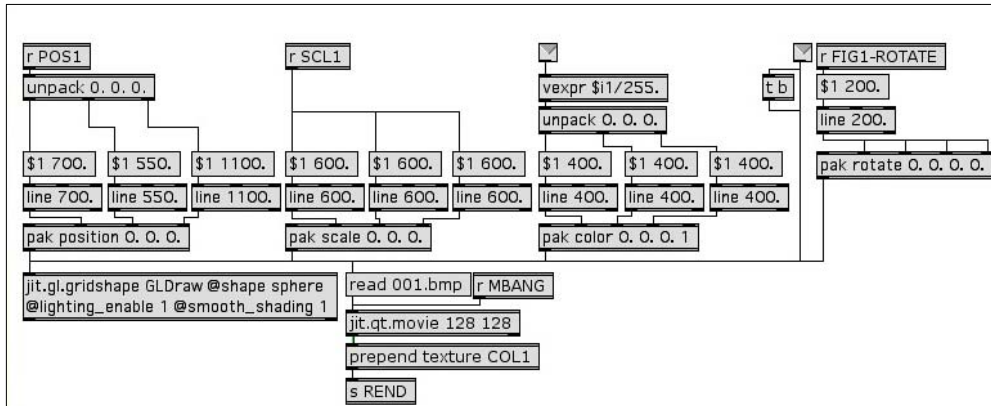 r POS1
r SCL1
r FIG1-ROTATE
unpack 0. 0. 0.
vexpr $i1/255.
t b
$1 200.
unpack 0. 0. 0.
line 200.
$1 700.
$1 550.
$1 1100.
$1 600.
$1 600.
$1 600.
$1 400.
$1 400.
$1 400.
pak rotate 0. 0. 0. 0.
line 700.
line 550.
line 1100.
line 600.
line 600.
line 600.
line 400.
line 400.
line 400.
pak position 0. 0. 0.
pak scale 0. 0. 0.
pak color 0. 0. 0. 1
jit.gl.gridshape GLDraw @shape sphere
@lighting_enable 1 @smooth_shading 1
read 001.bmp
r MBANG
jit.qt.movie 128 128
prepend texture COL1
s REND